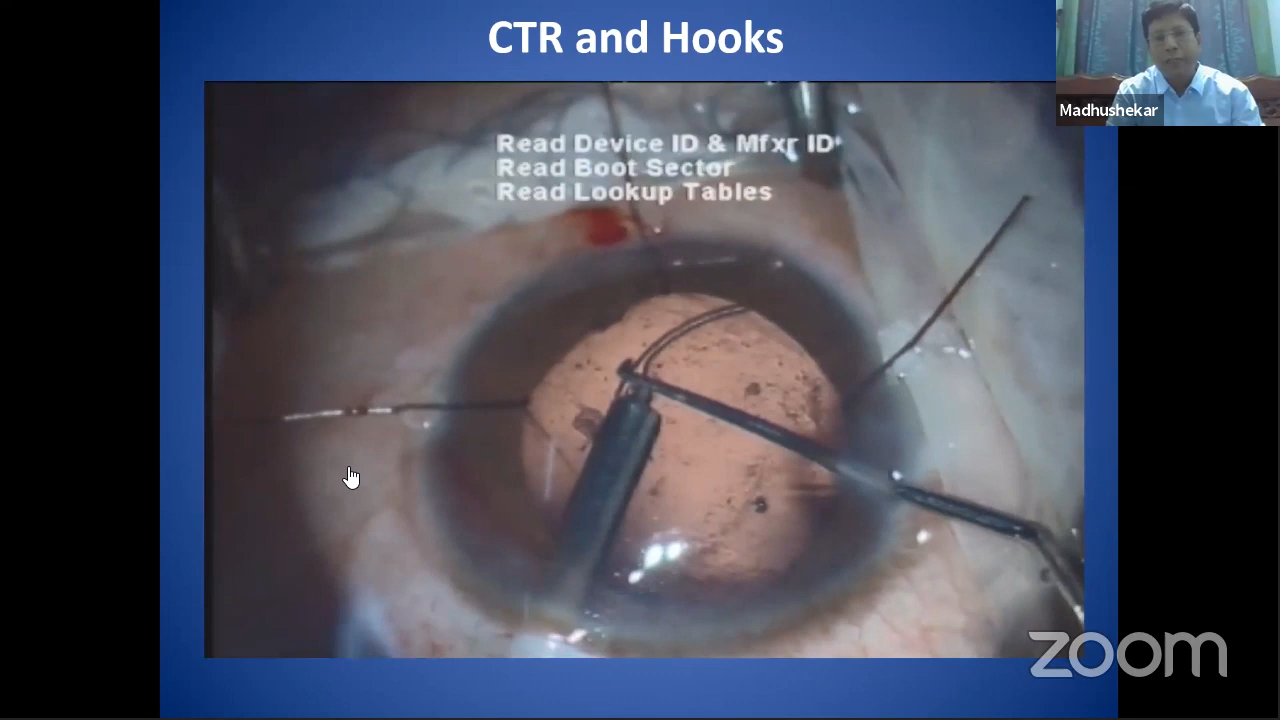 CTR and Hooks
Madhushekar
Read Device ID & Mfxr ID
Read Boot Sector
Read Lookup Tables
zoom